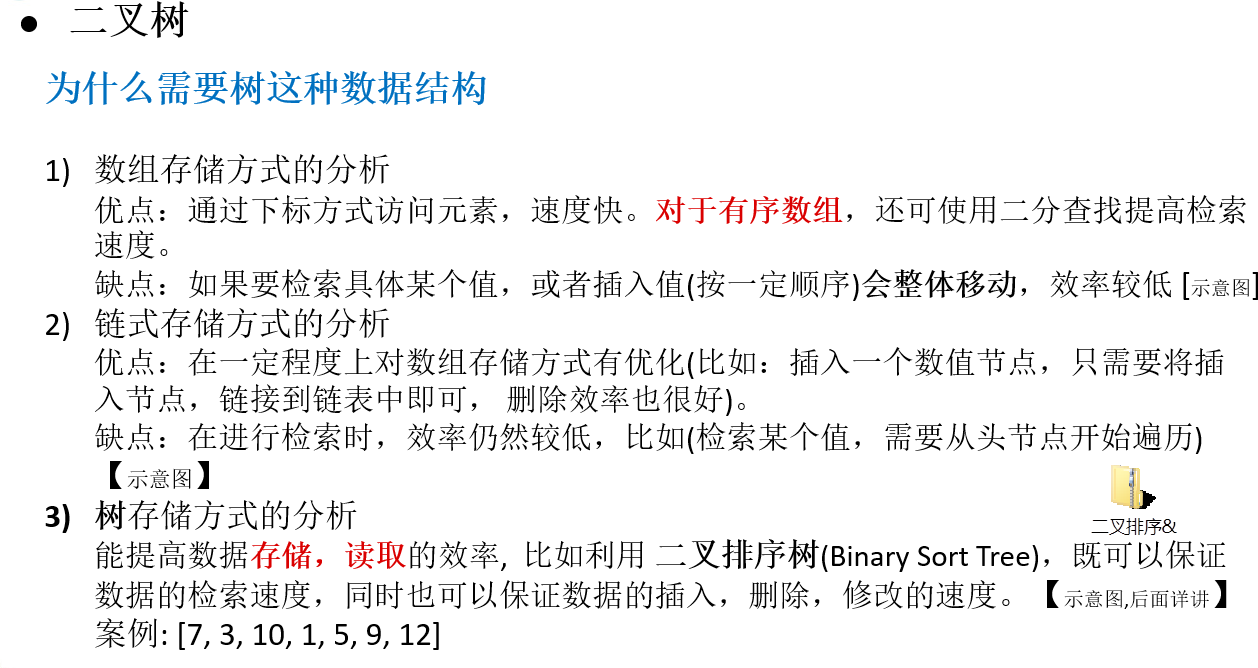 ● 二叉树
为什么需要树这种数据结构
1) 数组存储方式的分析
优点：通过下标方式访问元素，速度快。对于有序数组，还可使用二分查找提高检索
速度。
缺点：如果要检索具体某个值，或者插入值(按一定顺序)会整体移动，效率较低 [示意图]
2) 链式存储方式的分析
优点：在一定程度上对数组存储方式有优化(比如：插入一个数值节点，只需要将插
入节点，链接到链表中即可， 删除效率也很好)。
缺点：在进行检索时，效率仍然较低，比如(检索某个值，需要从头节点开始遍历)
【示意图】
3) 树存储方式的分析
二叉排序&
能提高数据存储，读取的效率, 比如利用 二叉排序树(Binary Sort Tree)，既可以保证
数据的检索速度，同时也可以保证数据的插入，删除，修改的速度。【示意图,后面详讲】
案例: [7, 3, 10, 1, 5, 9, 12]